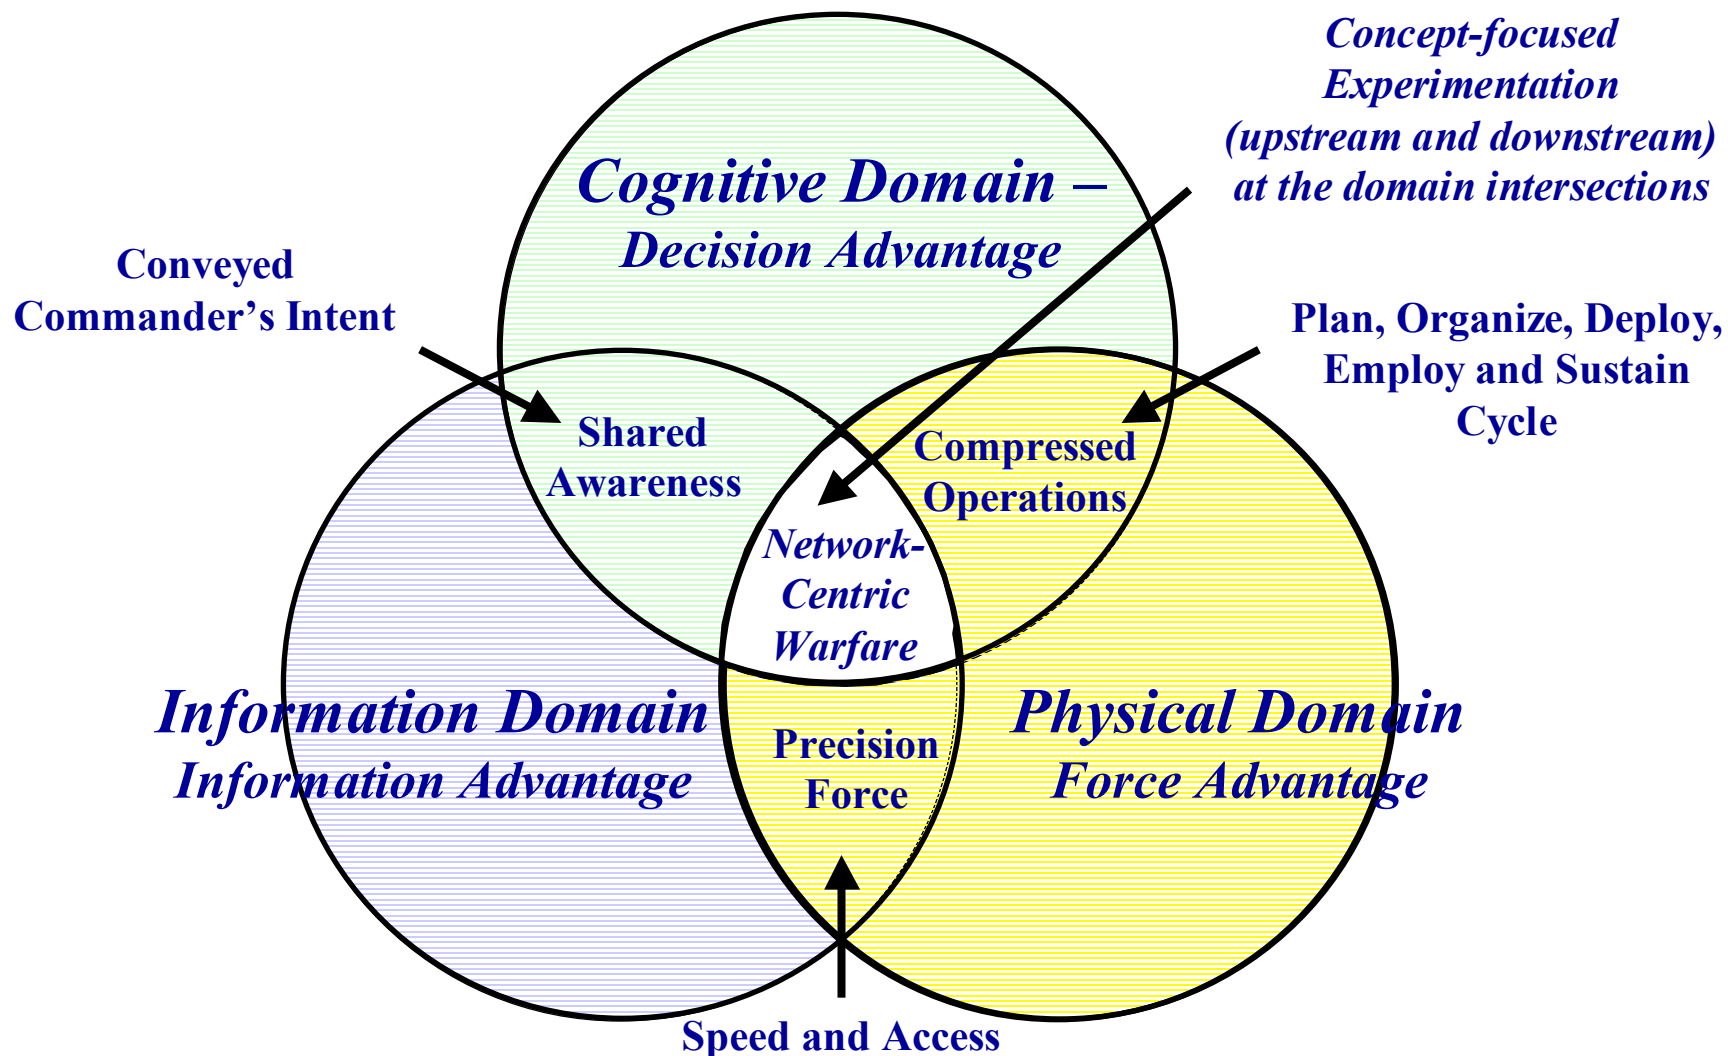 Concept-focused
Experimentation
(upstream and downstream)
at the domain intersections
Cognitive Domain –
Decision Advantage
Conveyed
Commander’s Intent
Plan, Organize, Deploy,
Employ and Sustain
Cycle
Shared
Awareness
Compressed
Operations
Network-
Centric
Warfare
Information Domain
Information Advantage
Physical Domain
Force Advantage
Precision
Force
Speed and Access